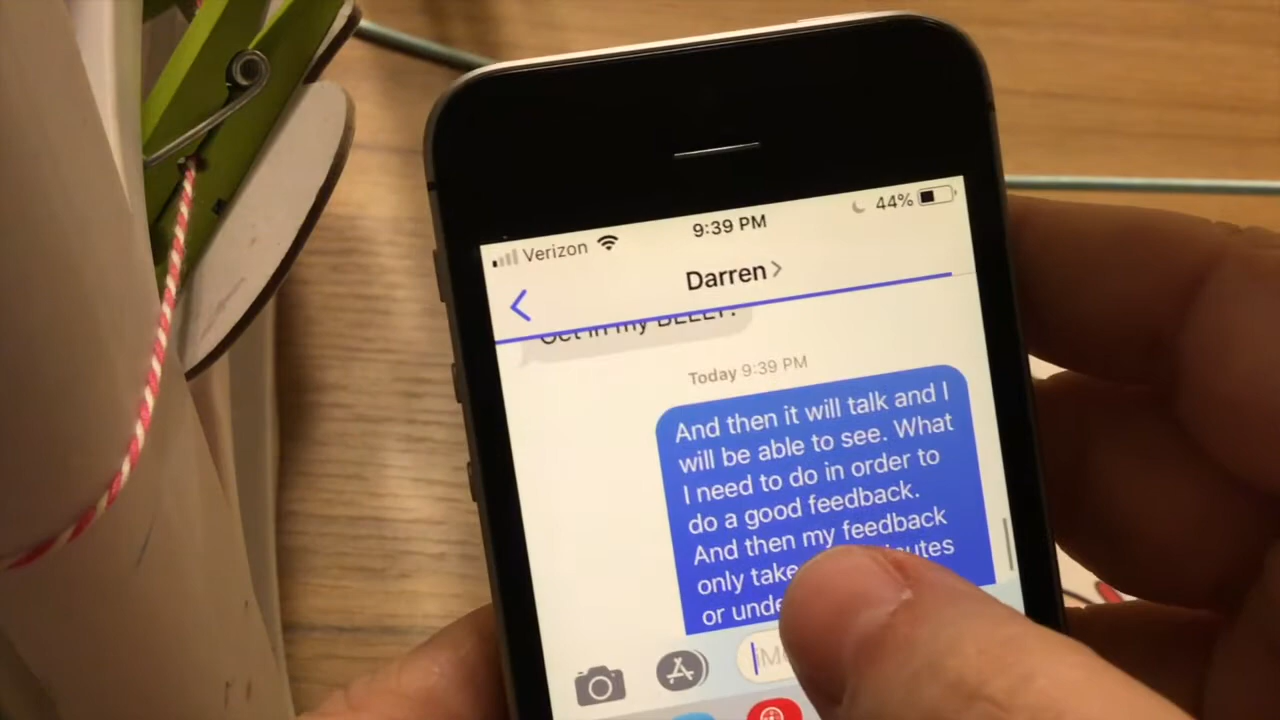 Verizon
9:39 PM
44%
Darren
Get in my BELLY!
Today 9:39 PM
And then it will talk and I
will be able to see. What
I need to do in order to
do a good feedback.
And then my feedback
only take
or unde